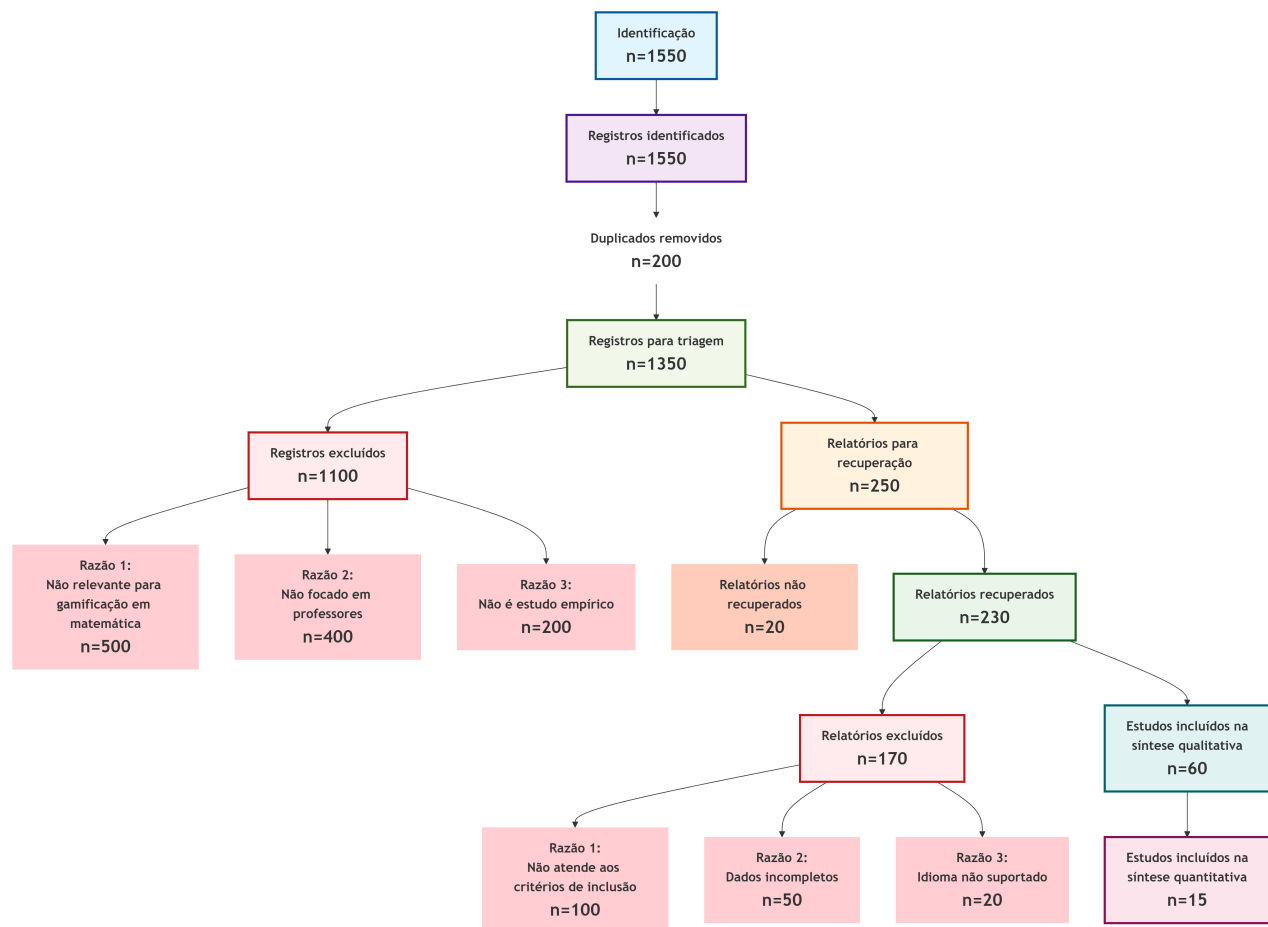 Identificação
n=1550
Registros identificados
n=1550
Duplicados removidos
n=200
Registros para triagem
n=1350
Registros excluídos
n=1100
Relatórios para
recuperação
n=250
Razão 1:
Não relevante para
gamificação em
matemática
n=500
Razão 2:
Não focado em
professores
n=400
Razão 3:
Não é estudo empírico
n=200
Relatórios não
recuperados
n=20
Relatórios recuperados
n=230
Relatórios excluídos
n=170
Estudos incluídos na
síntese qualitativa
n=60
Razão 1:
Não atende aos
critérios de inclusão
n=100
Razão 2:
Dados incompletos
n=50
Razão 3:
Idioma não suportado
n=20
Estudos incluídos na
síntese quantitativa
n=15